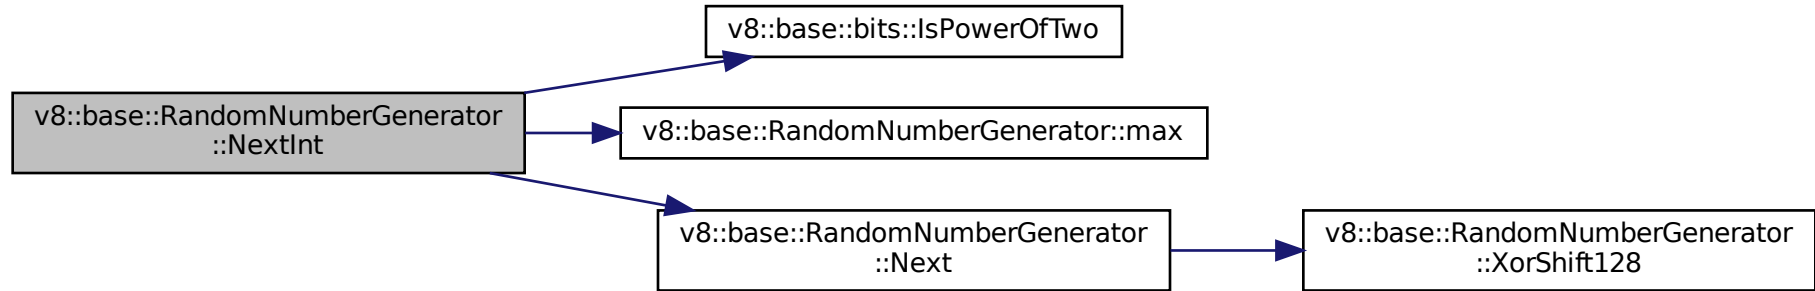 v8::base::bits::IsPowerOfTwo
v8::base::RandomNumberGenerator
::NextInt
v8::base::RandomNumberGenerator::max
v8::base::RandomNumberGenerator
::Next
v8::base::RandomNumberGenerator
::XorShift128